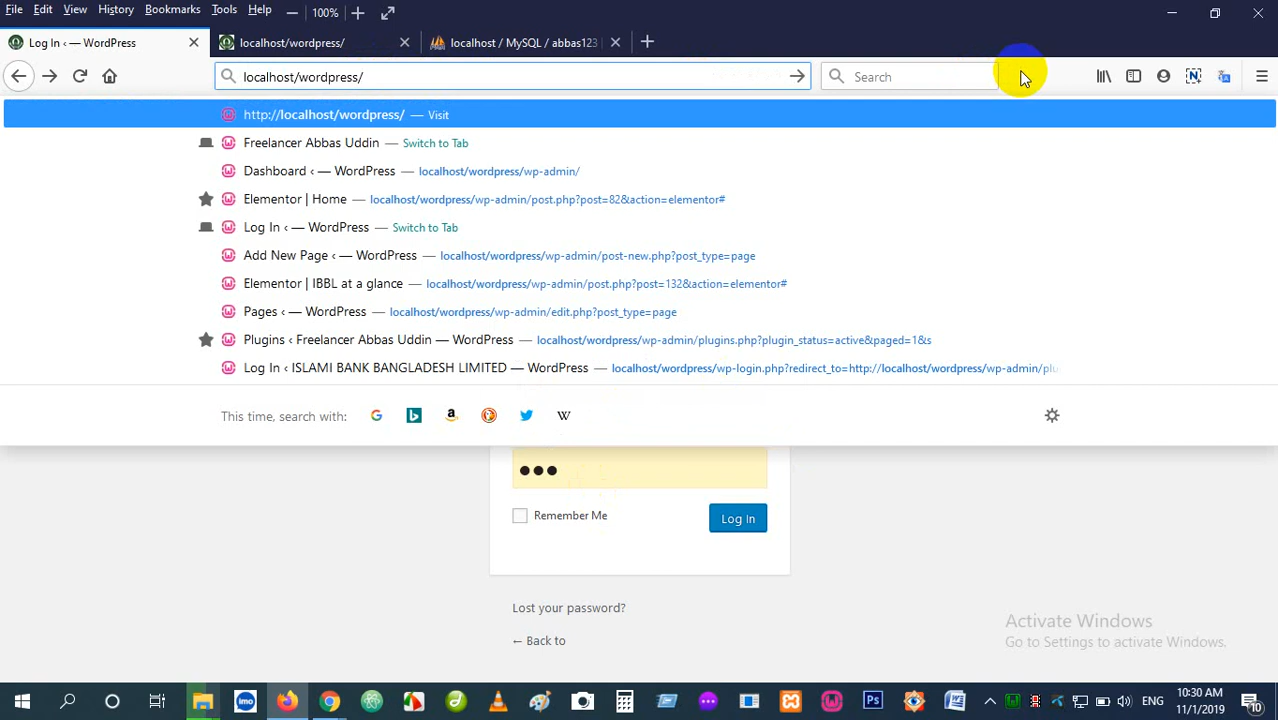 File Edit View History Bookmarks Tools Help 100%
Log In ‹ — WordPress localhost/wordpress/ localhost / MySQL / abbas123
localhost/wordpress/ Search
http://localhost/wordpress/ — Visit
Freelancer Abbas Uddin — Switch to Tab
Dashboard ‹ — WordPress — localhost/wordpress/wp-admin/
Elementor | Home — localhost/wordpress/wp-admin/post.php?post=82&action=elementor#
Log In ‹ — WordPress — Switch to Tab
Add New Page ‹ — WordPress — localhost/wordpress/wp-admin/post-new.php?post_type=page
Elementor | IBBL at a glance — localhost/wordpress/wp-admin/post.php?post=132&action=elementor#
Pages ‹ — WordPress — localhost/wordpress/wp-admin/edit.php?post_type=page
Plugins ‹ Freelancer Abbas Uddin — WordPress — localhost/wordpress/wp-admin/plugins.php?plugin_status=active&paged=1&s
Log In ‹ ISLAMI BANK BANGLADESH LIMITED — WordPress — localhost/wordpress/wp-login.php?redirect_to=http://localhost/wordpress/wp-admin/plu
This time, search with:
Remember Me Log In
Lost your password?
← Back to
Activate Windows
Go to Settings to activate Windows.
imo Ps ENG 10:30 AM
11/1/2019 10